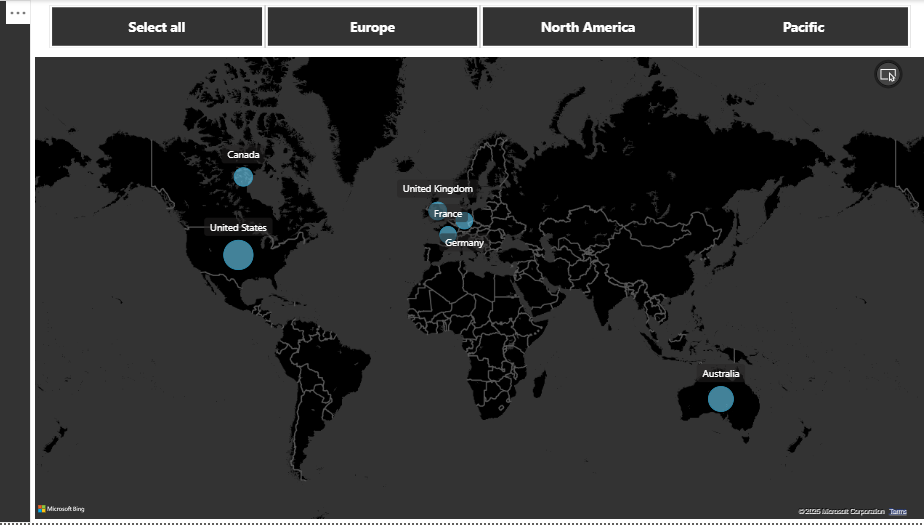 Select all
Europe
North America
Pacific
Canada
United Kingdom
France
United States
Germany
Australia
Microsoft Bing
©2025 Microsoft Corporation Terms